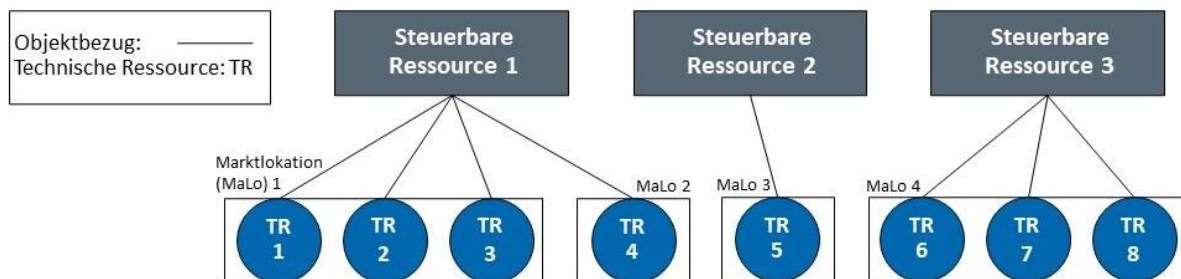 Objektbezug:
Technische Ressource: TR
Steuerbare
Ressource 1
Steuerbare
Ressource 2
Steuerbare
Ressource 3
Marktlokation
(MaLo) 1
MaLo 2
MaLo 3
MaLo 4
TR
1
TR
2
TR
3
TR
4
TR
5
TR
6
TR
7
TR
8